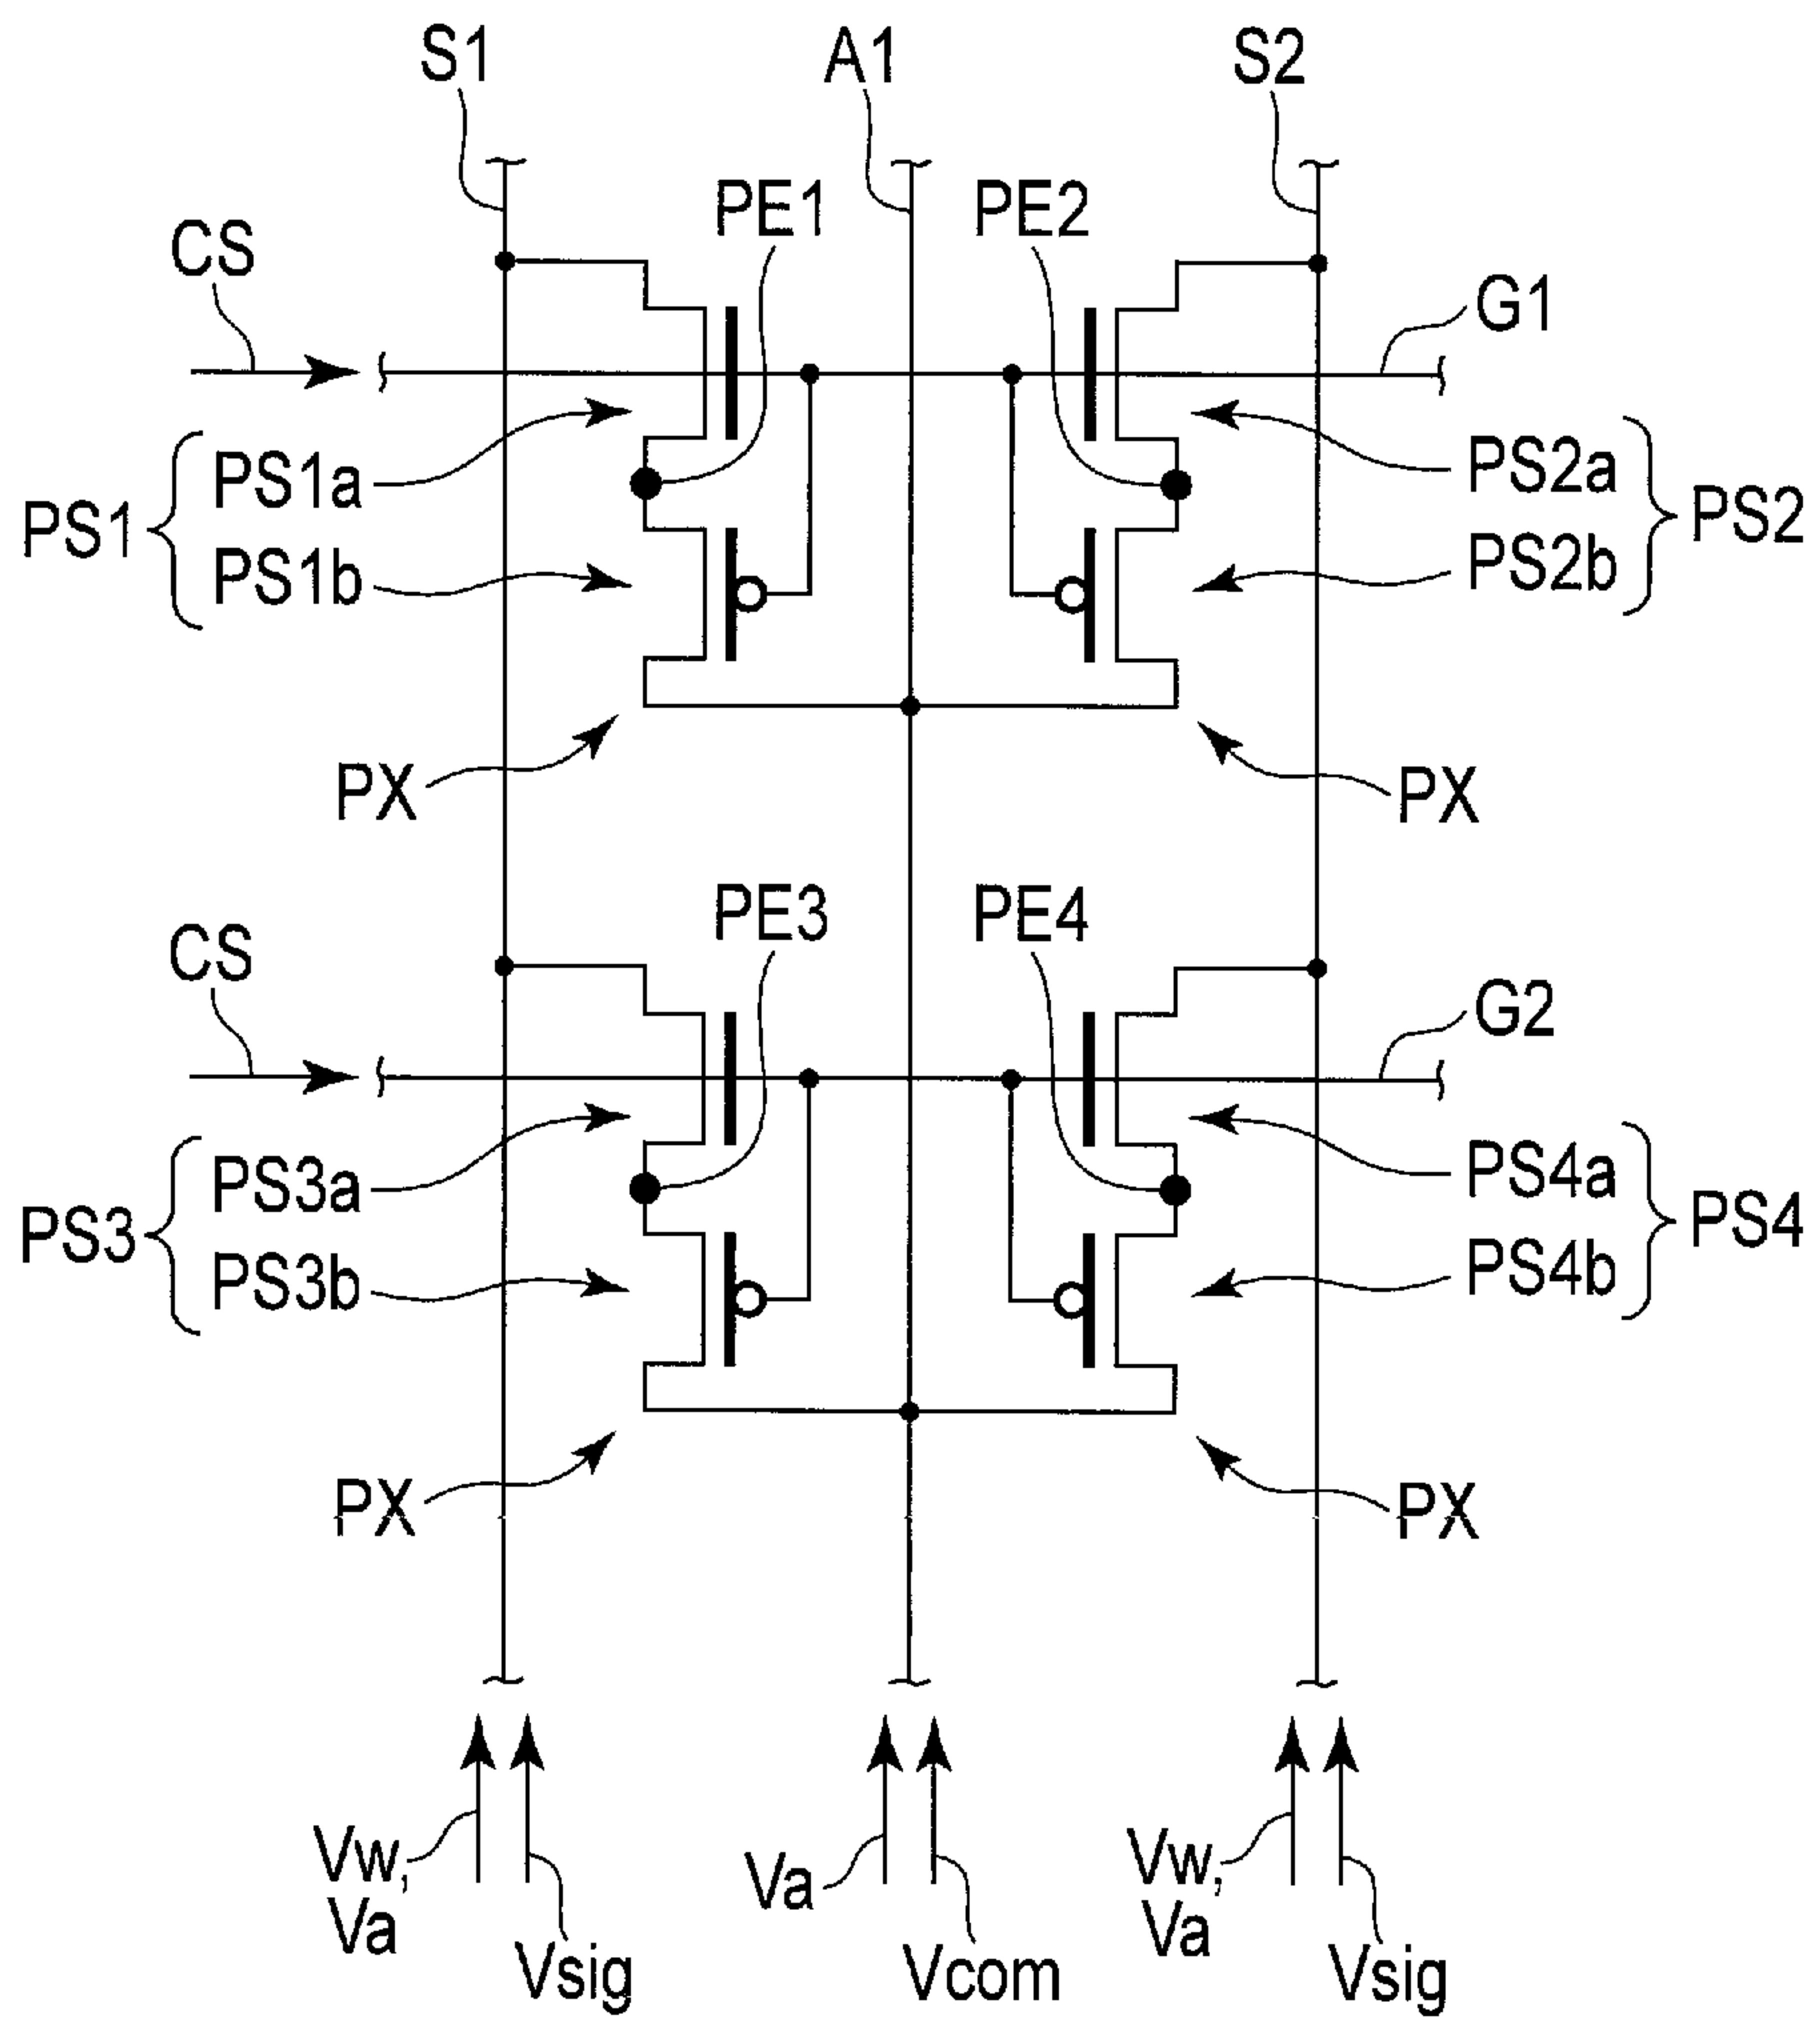 S1
A1
S2
PE1
PE2
CS
G1
PS1a
PS2a
PS1
PS2
PS1b
PS2b
PX
PX
PE3
PE4
CS
G2
PS3a
PS4a
PS3
PS4
PS3b
PS4b
PX
PX
Vw,
Va
Vsig
Va
Vcom
Vw,
Va
Vsig